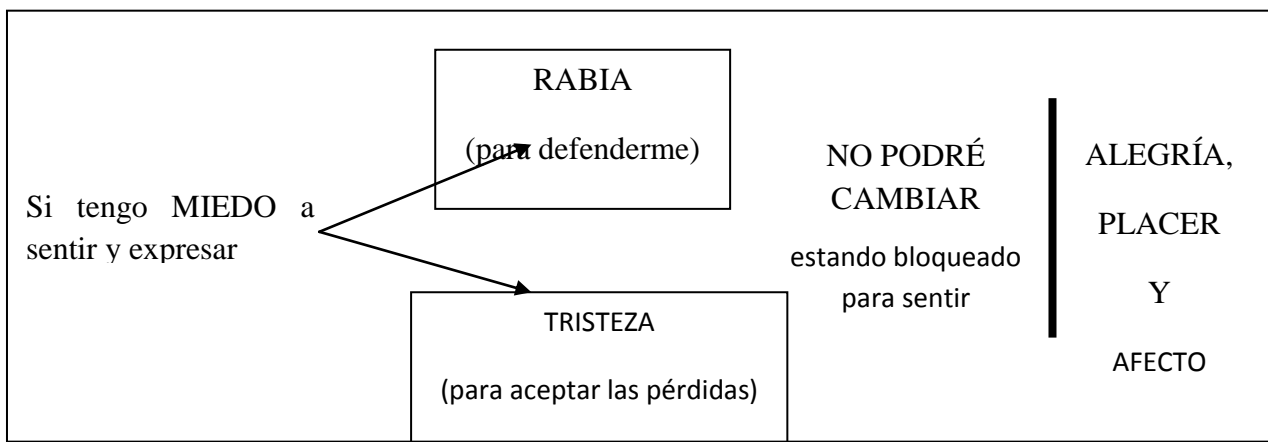 Si tengo MIEDO a
sentir y expresar
RABIA
(para defenderme)
TRISTEZA
(para aceptar las pérdidas)
NO PODRÉ
CAMBIAR
estando bloqueado
para sentir
ALEGRÍA,
PLACER
Y
AFECTO